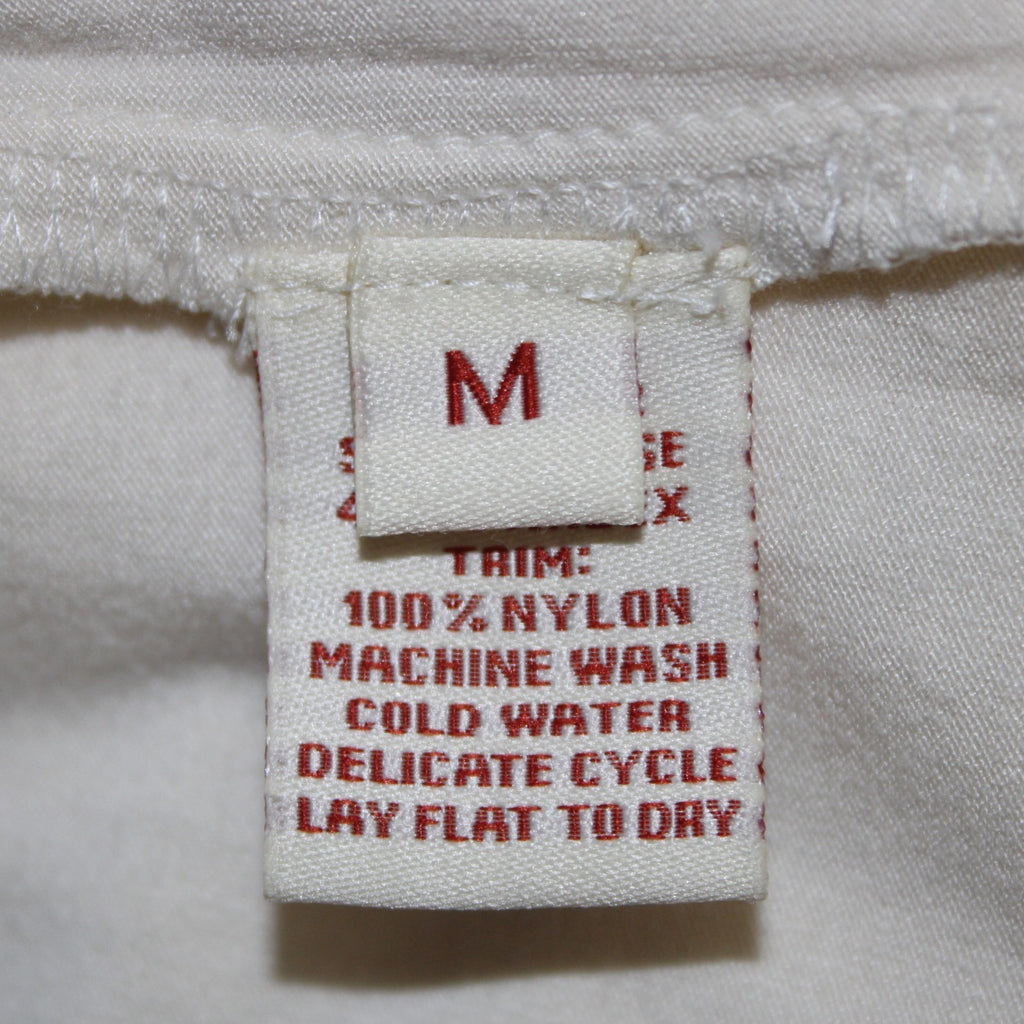 M
TRIM:
100% NYLON
MACHINE WASH
COLD WATER
DELICATE CYCLE
LAY FLAT TO DRY